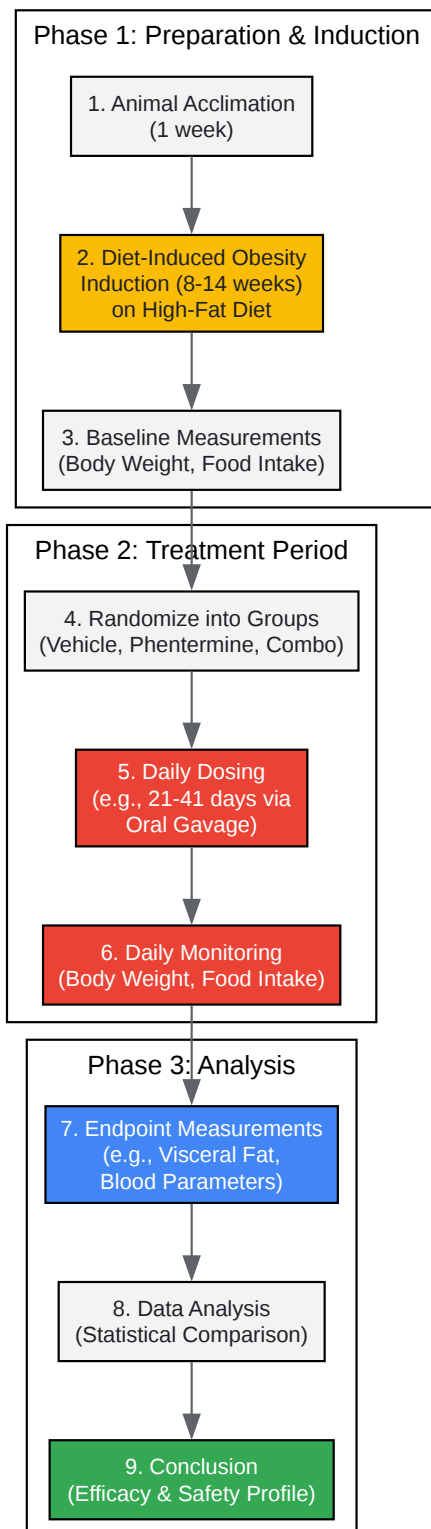 Phase 1: Preparation & Induction
1. Animal Acclimation
(1 week)
2. Diet-Induced Obesity
Induction (8-14 weeks)
on High-Fat Diet
3. Baseline Measurements
(Body Weight, Food Intake)
Phase 2: Treatment Period
4. Randomize into Groups
(Vehicle, Phentermine, Combo)
5. Daily Dosing
(e.g., 21-41 days via
Oral Gavage)
6. Daily Monitoring
(Body Weight, Food Intake)
Phase 3: Analysis
7. Endpoint Measurements
(e.g., Visceral Fat,
Blood Parameters)
8. Data Analysis
(Statistical Comparison)
9. Conclusion
(Efficacy & Safety Profile)